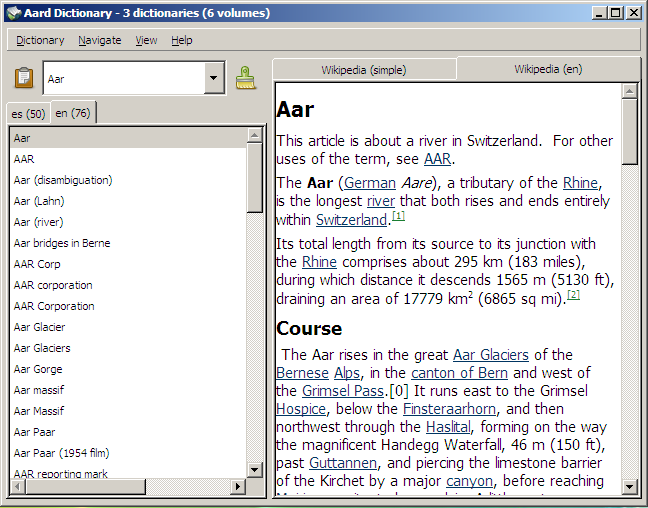 Aard Dictionary - 3 dictionaries (6 volumes)
Dictionary Navigate View Help
Aar
es (50) en (76)
Aar
AAR
Aar (disambiguation)
Aar (Lahn)
Aar (river)
Aar bridges in Berne
AAR Corp
AAR corporation
AAR Corporation
Aar Glacier
Aar Glaciers
Aar Gorge
Aar massif
Aar Massif
Aar Paar
Aar Paar (1954 film)
AAR reporting mark
Wikipedia (simple) Wikipedia (en)
Aar
This article is about a river in Switzerland. For other
uses of the term, see AAR.
The Aar (German Aare), a tributary of the Rhine,
is the longest river that both rises and ends entirely
within Switzerland.[1]
Its total length from its source to its junction with
the Rhine comprises about 295 km (183 miles),
during which distance it descends 1565 m (5130 ft),
draining an area of 17779 km² (6865 sq mi).[2]
Course
The Aar rises in the great Aar Glaciers of the
Bernese Alps, in the canton of Bern and west of
the Grimsel Pass.[0] It runs east to the Grimsel
Hospice, below the Finsteraarhorn, and then
northwest through the Haslital, forming on the way
the magnificent Handegg Waterfall, 46 m (150 ft),
past Guttannen, and piercing the limestone barrier
of the Kirchet by a major canyon, before reaching